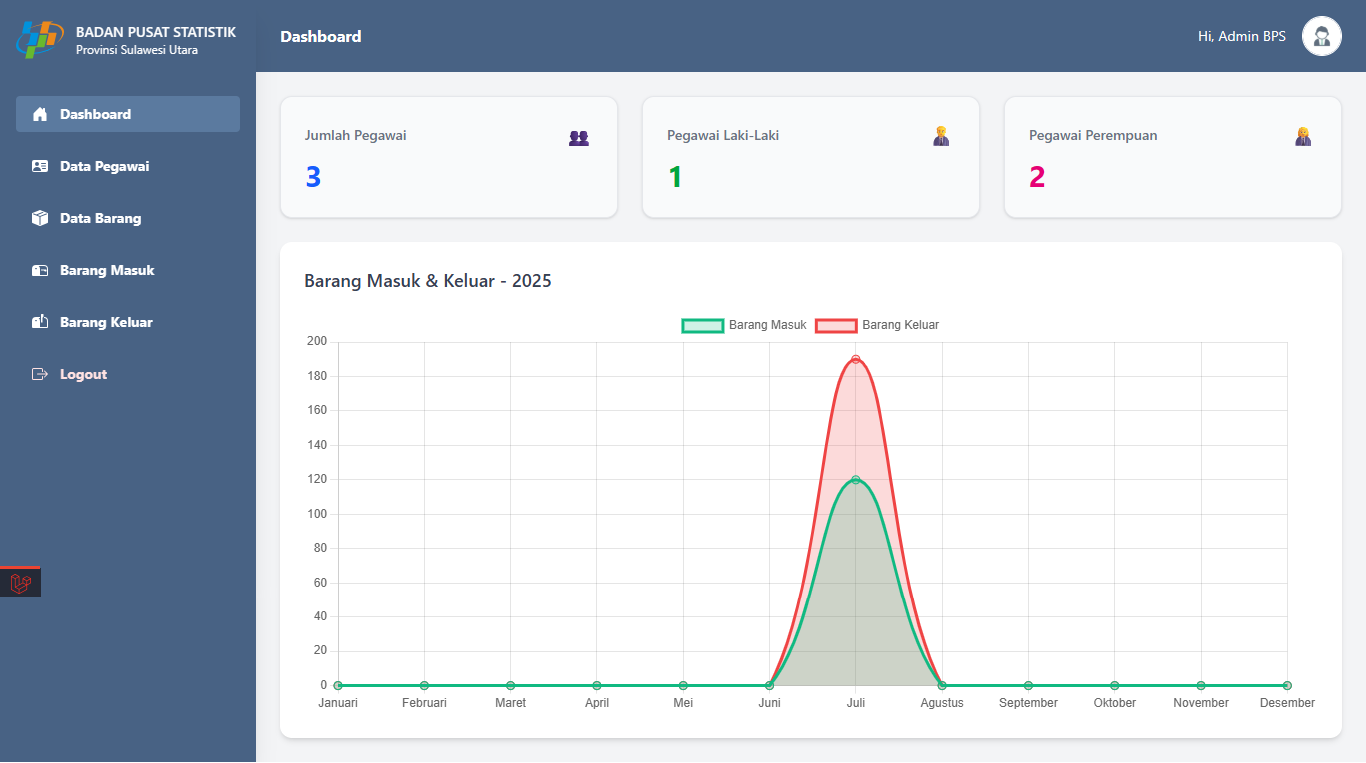 BADAN PUSAT STATISTIK
Provinsi Sulawesi Utara
Dashboard
Hi, Admin BPS
Dashboard
Data Pegawai
Data Barang
Barang Masuk
Barang Keluar
Logout
Jumlah Pegawai
3
Pegawai Laki-Laki
1
Pegawai Perempuan
2
Barang Masuk & Keluar - 2025
Barang Masuk Barang Keluar
200
180
160
140
120
100
80
60
40
20
0
Januari Februari Maret April Mei Juni Juli Agustus September Oktober November Desember